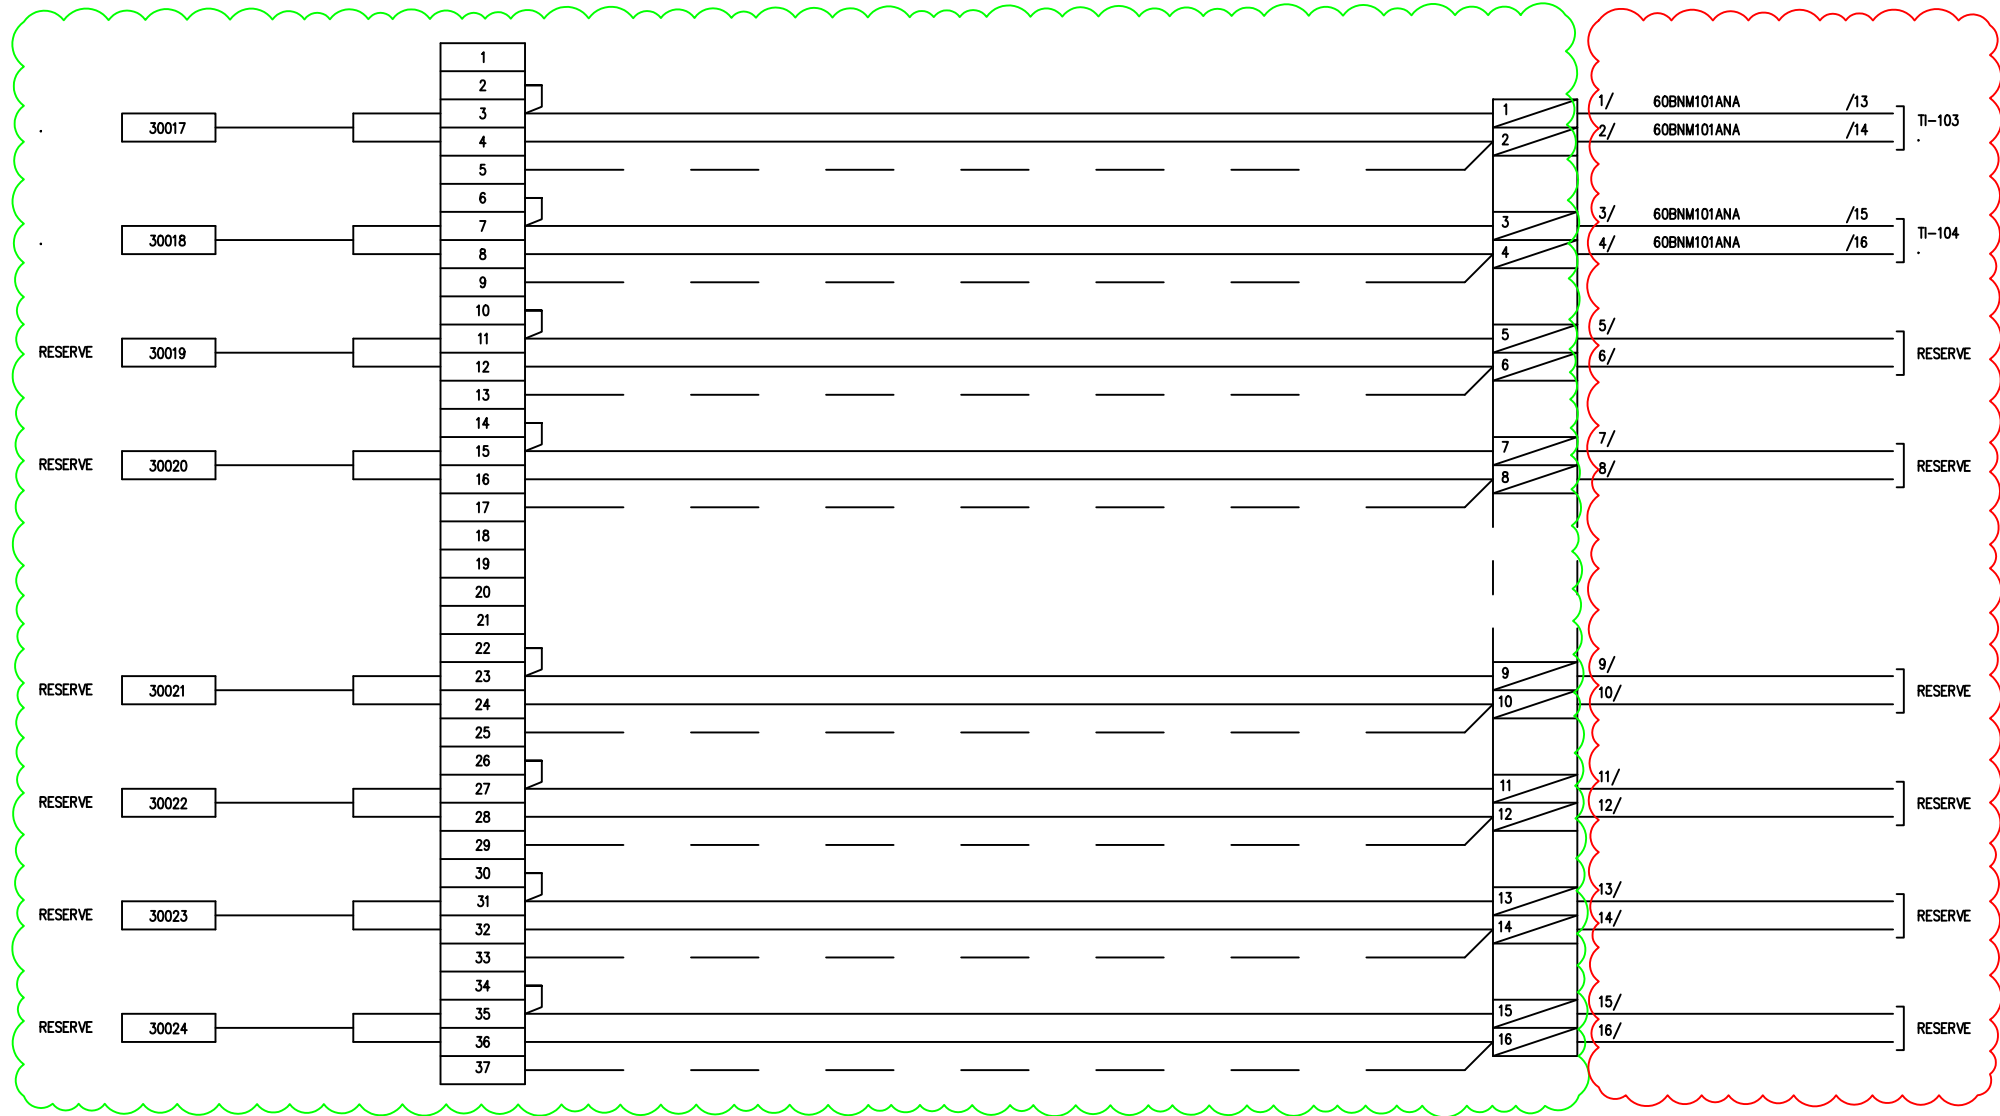 1
2
3 1 1/ 60BNM101ANA /13
30017 TI-103
4 2 2/ 60BNM101ANA /14
5
6
7 3 3/ 60BNM101ANA /15
30018 TI-104
8 4 4/ 60BNM101ANA /16
9
10
11 5 5/
RESERVE 30019 RESERVE
12 6 6/
13
14
15 7 7/
RESERVE 30020 RESERVE
16 8 8/
17
18
19
20
21
22
23 9 9/
RESERVE 30021 RESERVE
24 10 10/
25
26
27 11 11/
RESERVE 30022 RESERVE
28 12 12/
29
30
31 13 13/
RESERVE 30023 RESERVE
32 14 14/
33
34
35 15 15/
RESERVE 30024 RESERVE
36 16 16/
37